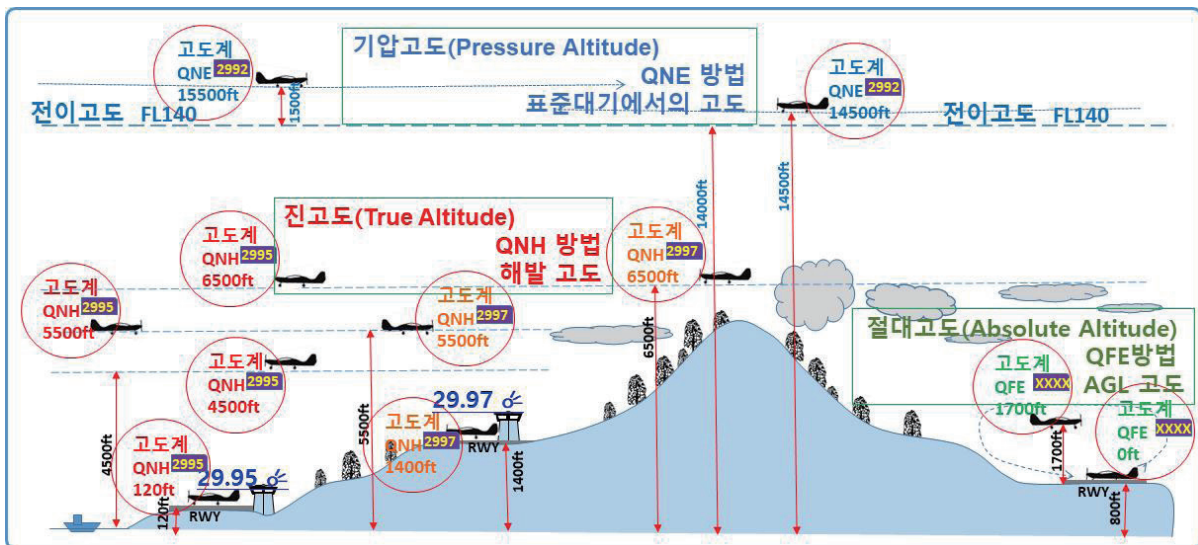 고도계
QNE 2992
15500ft
1500ft
기압고도(Pressure Altitude)
QNE 방법
표준대기에서의 고도
고도계
QNE 2992
14500ft
전이고도 FL140
전이고도 FL140
14000ft
14500ft
고도계
QNH 2995
6500ft
진고도(True Altitude)
QNH 방법
해발 고도
고도계
QNH 2997
6500ft
고도계
QNH 2995
5500ft
고도계
QNH 2997
5500ft
6500ft
절대고도(Absolute Altitude)
QFE방법
AGL 고도
고도계
QFE XXXX
1700ft
고도계
QNH 2995
4500ft
4500ft
5500ft
29.97
고도계
QNH 2997
1400ft
RWY
1400ft
고도계
QFE XXXX
0ft
1700ft
RWY
800ft
고도계
QNH 2995
120ft
29.95
RWY
120ft